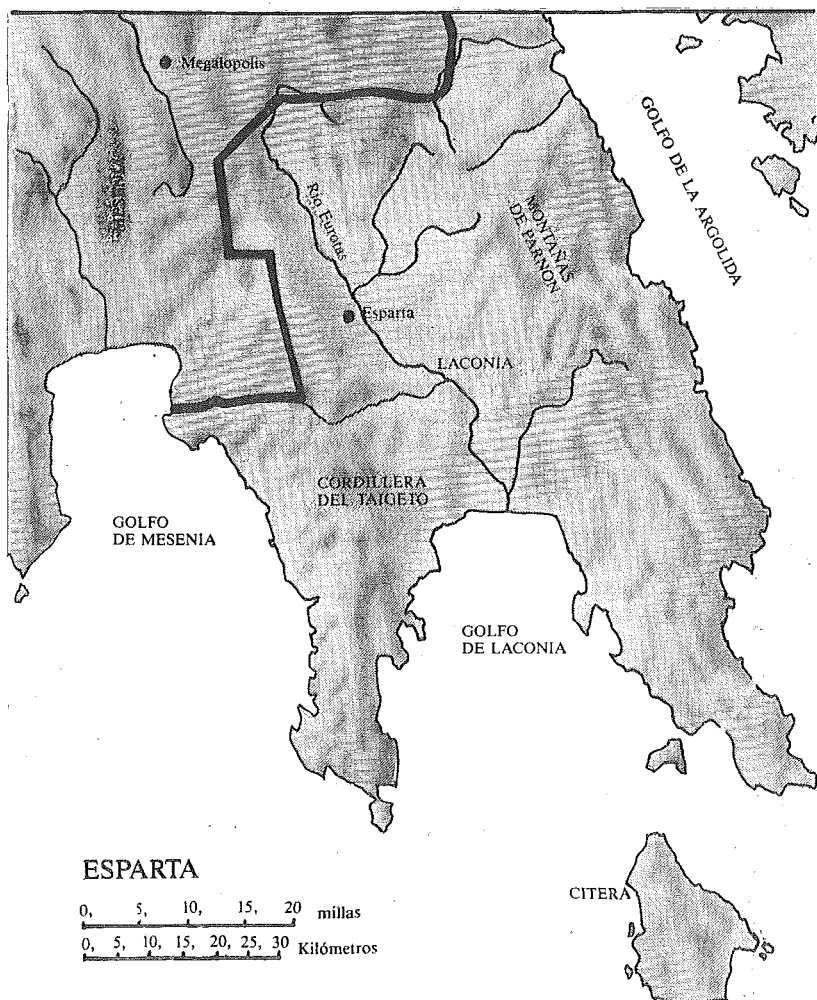 Megalopolis
GOLFO DE LA ARGOLIDA
MESENIA
Río Eurotas
MONTAÑAS
DE PARNON
Esparta
LACONIA
CORDILLERA
DEL TAIGETO
GOLFO
DE MESENIA
GOLFO
DE LACONIA
ESPARTA
0, 5, 10, 15, 20 millas
0, 5, 10, 15, 20, 25, 30 Kilómetros
CITERA